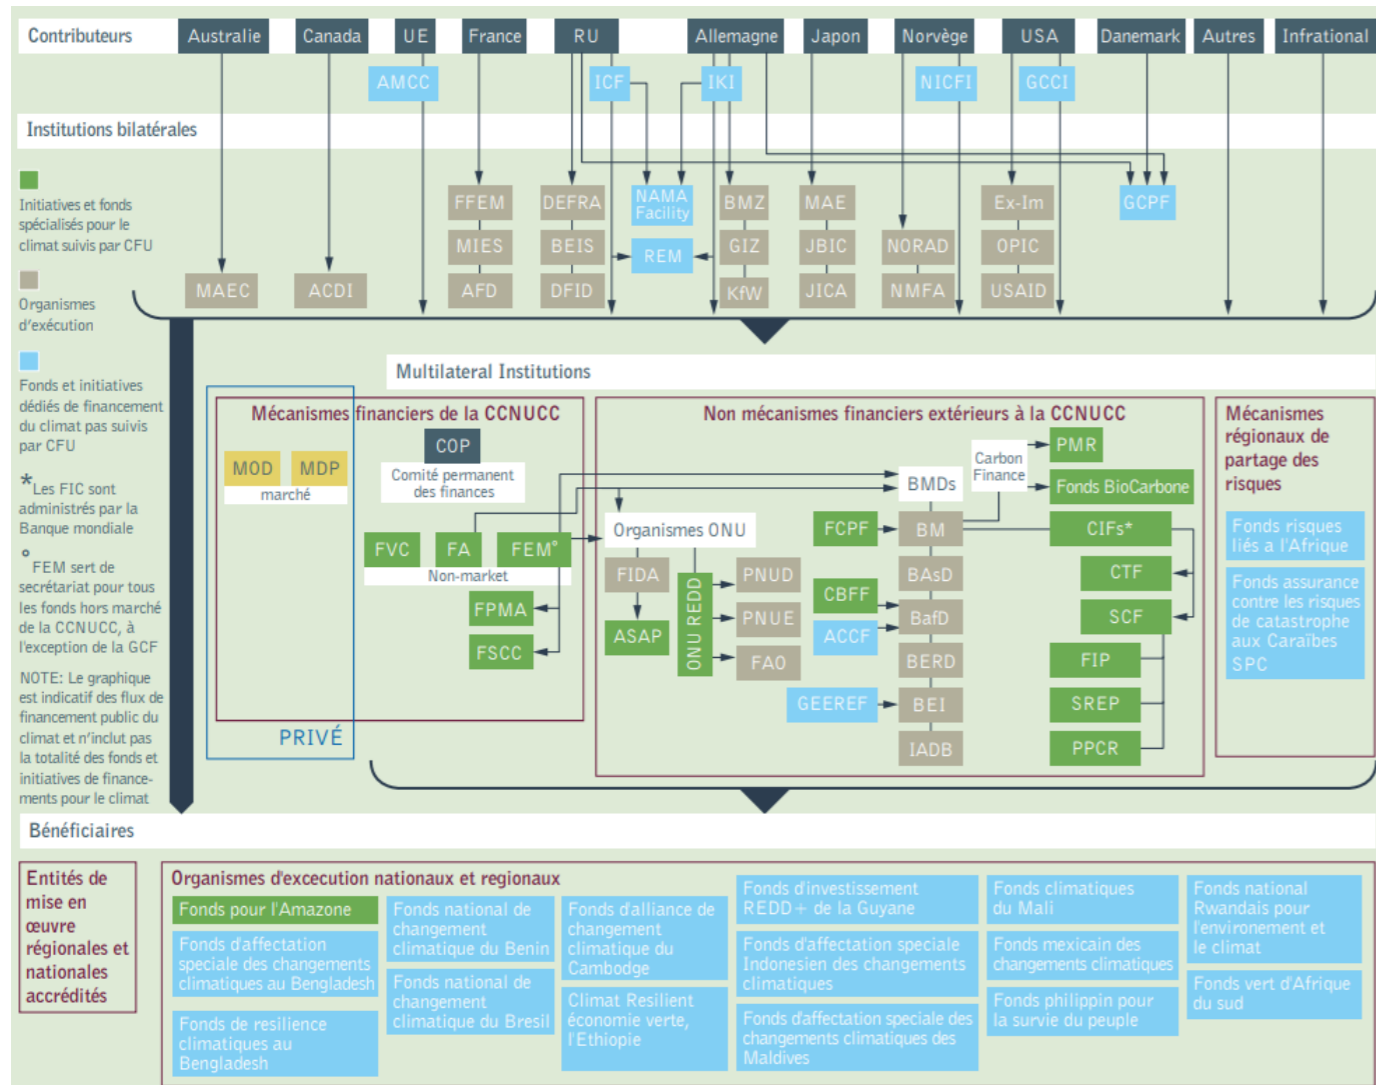 Contributeurs
Australie
Canada
UE
France
RU
Allemagne
Japon
Norvège
USA
Danemark
Autres
Infrational
AMCC
ICF
IKI
NICFI
GCCI
Institutions bilatérales
Initiatives et fonds
spécialisés pour le
climat suivis par CFU
Organismes
d'exécution
Fonds et initiatives
dédiés de financement
du climat pas suivis
par CFU
*Les FIC sont
administrés par la
Banque mondiale
° FEM sert de
secrétariat pour tous
les fonds hors marché
de la CCNUCC, à
l'exception de la GCF
NOTE: Le graphique
est indicatif des flux de
financement public du
climat et n'inclut pas
la totalité des fonds et
initiatives de finance-
ments pour le climat
FFEM
DEFRA
NAMA
Facility
BMZ
MAE
Ex-Im
GCPF
MIES
BEIS
REM
GIZ
JBIC
NORAD
OPIC
MAEC
ACDI
AFD
DFID
KfW
JICA
NMFA
USAID
Multilateral Institutions
Mécanismes financiers de la CCNUCC
MOD
MDP
marché
COP
Comité permanent
des finances
FVC
FA
FEM°
Non-market
FPMA
FSCC
PRIVÉ
Non mécanismes financiers extérieurs à la CCNUCC
Organismes ONU
FIDA
ASAP
ONU REDD
PNUD
PNUE
FAO
BMDs
Carbon
Finance
PMR
Fonds BioCarbone
FCPF
BM
CIFs*
BAsD
CTF
CBFF
ACCF
BafD
SCF
BERD
FIP
GEEREF
BEI
SREP
IADB
PPCR
Mécanismes
régionaux de
partage des
risques
Fonds risques
liés a l'Afrique
Fonds assurance
contre les risques
de catastrophe
aux Caraïbes
SPC
Bénéficiaires
Entités de
mise en
œuvre
régionales et
nationales
accrédités
Organismes d'excecution nationaux et regionaux
Fonds pour l'Amazone
Fonds d'affectation
speciale des changements
climatiques au Bengladesh
Fonds de resilience
climatiques au
Bengladesh
Fonds national de
changement
climatique du Benin
Fonds national de
changement
climatique du Bresil
Fonds d'alliance de
changement
climatique du
Cambodge
Climat Resilient
économie verte,
l'Ethiopie
Fonds d'investissement
REDD+ de la Guyane
Fonds d'affectation speciale
Indonesien des changements
climatiques
Fonds d'affectation speciale des
changements climatiques des
Maldives
Fonds climatiques
du Mali
Fonds mexicain des
changements climatiques
Fonds philippin pour
la survie du peuple
Fonds national
Rwandais pour
l'environement et
le climat
Fonds vert d'Afrique
du sud